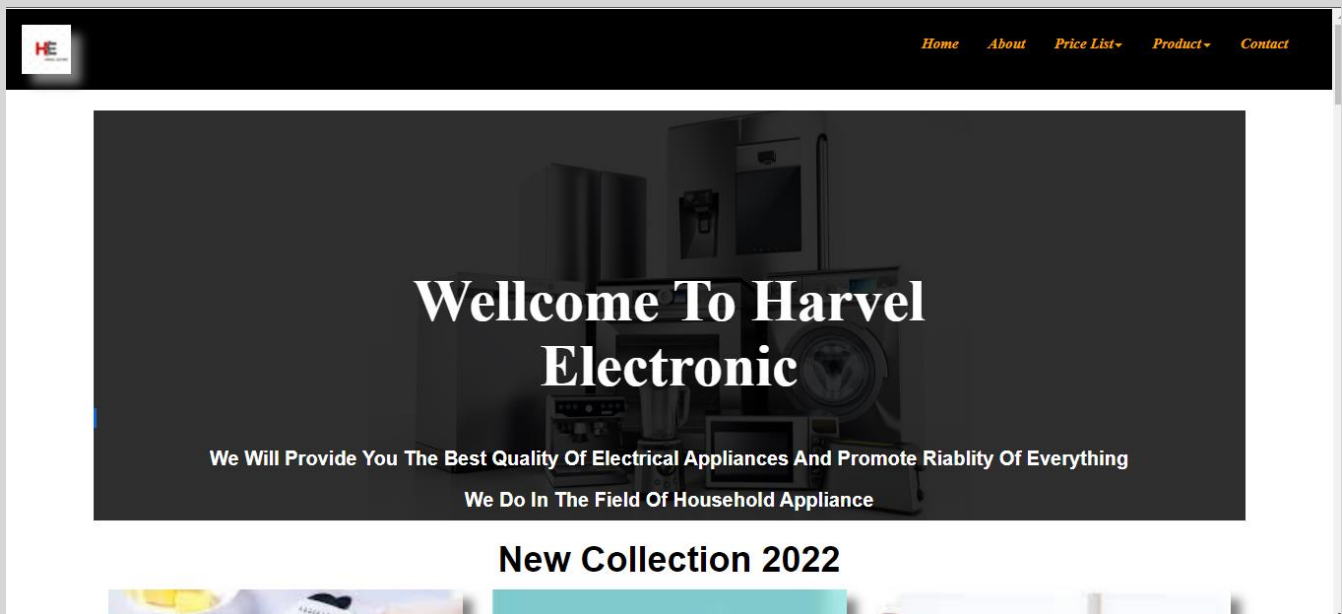 HE
Home About Price List Product Contact
Wellcome To Harvel
Electronic
We Will Provide You The Best Quality Of Electrical Appliances And Promote Riablity Of Everything
We Do In The Field Of Household Appliance
New Collection 2022